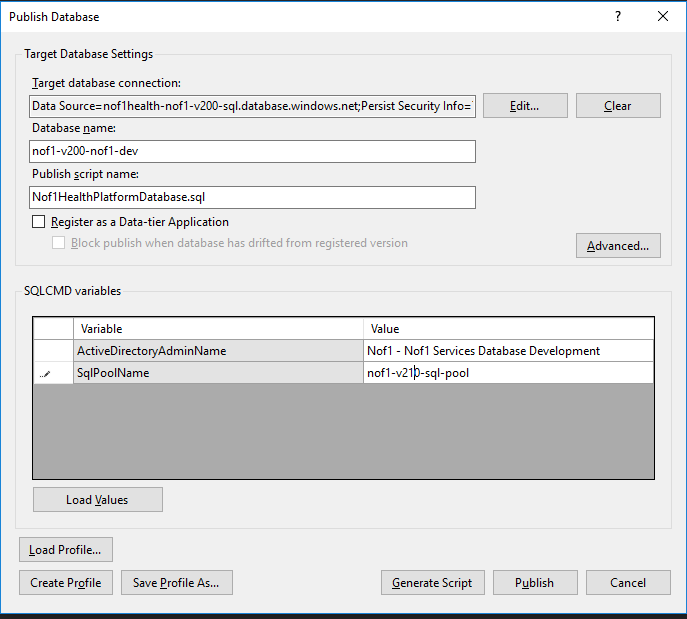 Publish Database
?
Target Database Settings
Target database connection:
Data Source=nof1health-nof1-v200-sql.database.windows.net;Persist Security Info=
Edit...
Clear
Database name:
nof1-v200-nof1-dev
Publish script name:
Nof1HealthPlatformDatabase.sql
Register as a Data-tier Application
Block publish when database has drifted from registered version
Advanced...
SQLCMD variables
Variable Value
ActiveDirectoryAdminName Nof1 - Nof1 Services Database Development
SqlPoolName nof1-v210-sql-pool
Load Values
Load Profile...
Create Profile Save Profile As... Generate Script Publish Cancel